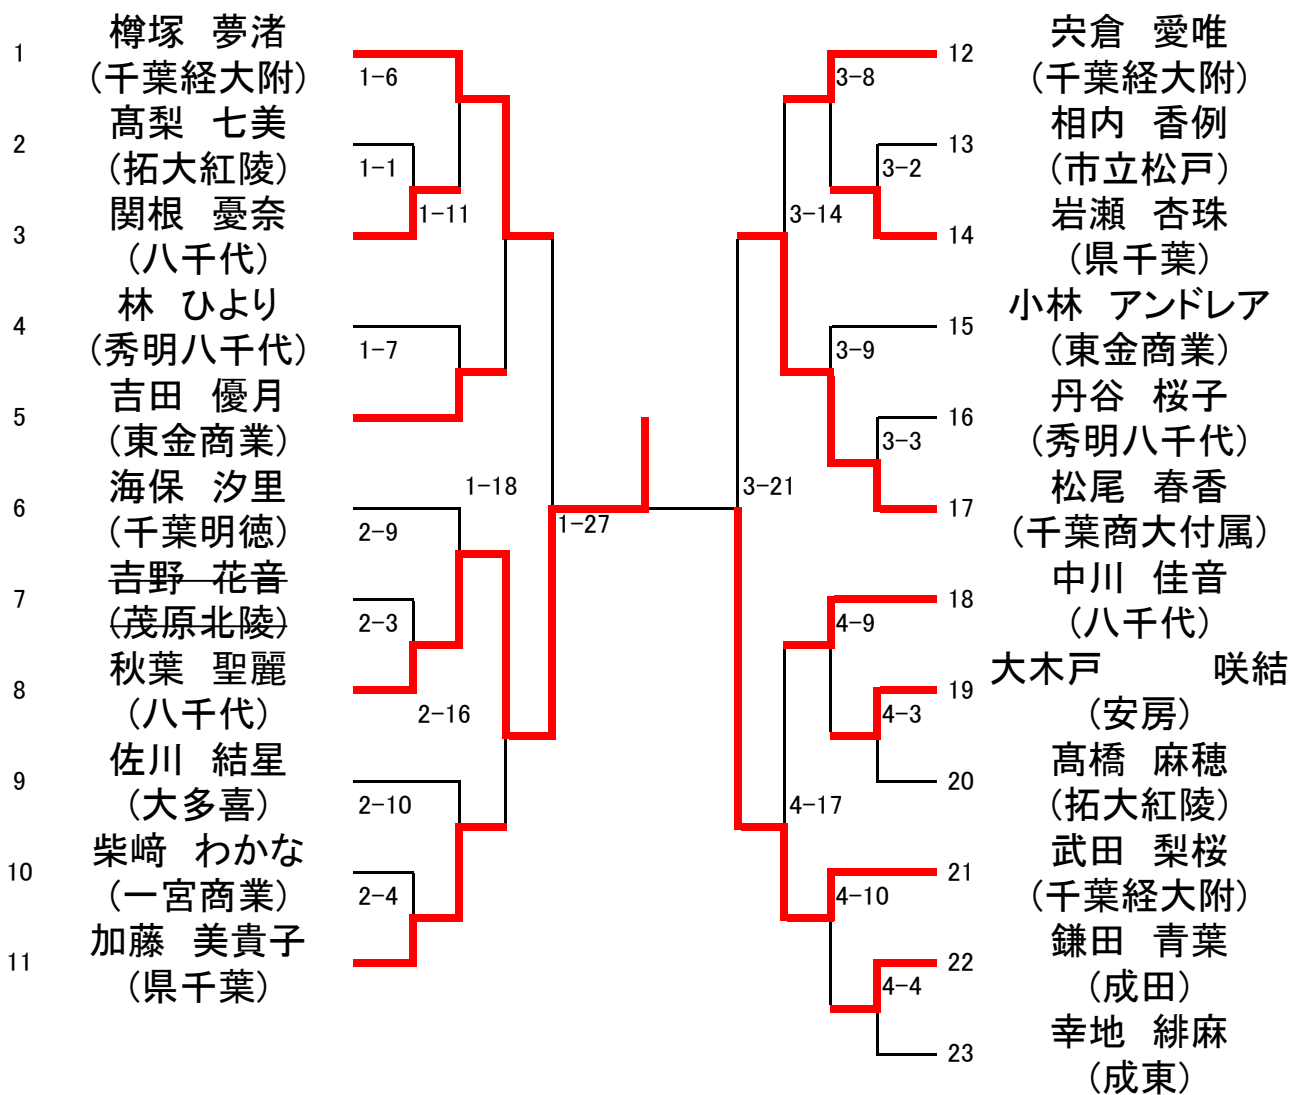 1
樽塚　夢渚
(千葉経大附)
2
髙梨　七美
(拓大紅陵)
3
関根　憂奈
(八千代)
4
林　ひより
(秀明八千代)
5
吉田　優月
(東金商業)
6
海保　汐里
(千葉明徳)
7
吉野　花音
(茂原北陵)
8
秋葉　聖麗
(八千代)
9
佐川　結星
(大多喜)
10
柴﨑　わかな
(一宮商業)
11
加藤　美貴子
(県千葉)
1-6
1-1
1-11
1-7
1-18
2-9
2-3
2-16
2-10
2-4
1-27
3-8
3-2
3-14
3-9
3-3
3-21
4-9
4-3
4-17
4-10
4-4
12
宍倉　愛唯
(千葉経大附)
13
相内　香例
(市立松戸)
14
岩瀬　杏珠
(県千葉)
15
小林　アンドレア
(東金商業)
16
丹谷　桜子
(秀明八千代)
17
松尾　春香
(千葉商大付属)
18
中川　佳音
(八千代)
19
大木戸　　　咲結
(安房)
20
髙橋　麻穂
(拓大紅陵)
21
武田　梨桜
(千葉経大附)
22
鎌田　青葉
(成田)
23
幸地　緋麻
(成東)